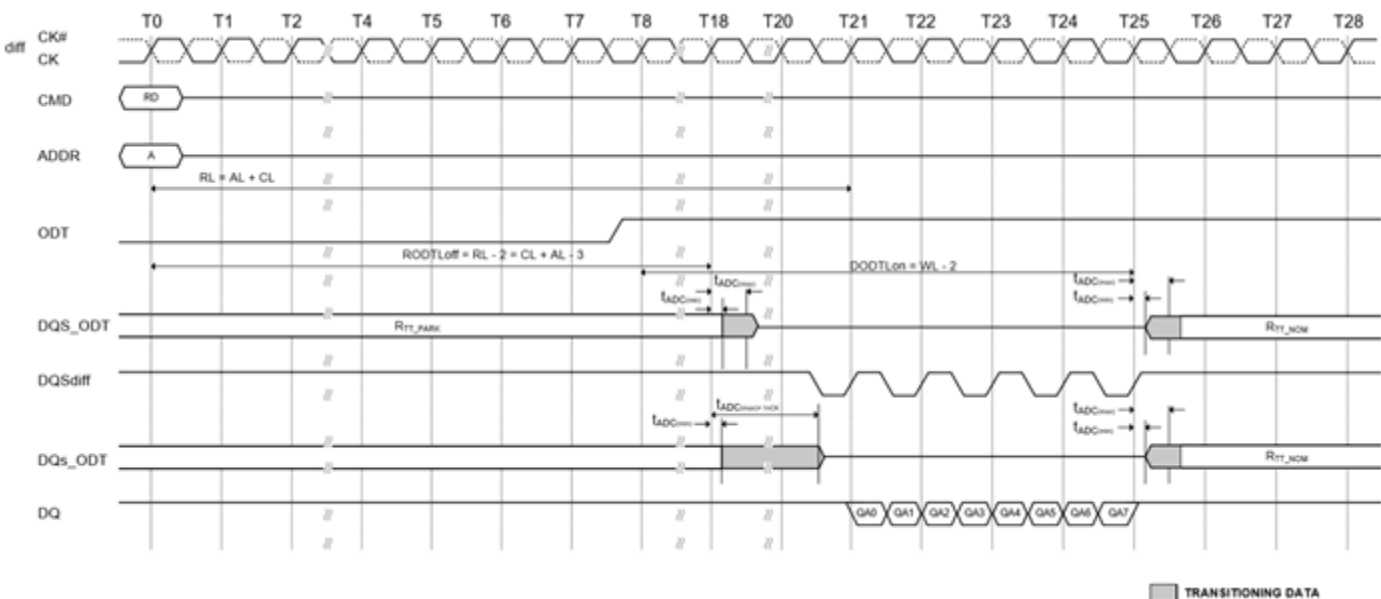 T0 T1 T2 T4 T5 T6 T7 T8 T18 T20 T21 T22 T23 T24 T25 T26 T27 T28
diff
CK#
CK
CMD RD
ADDR A
RL = AL + CL
ODT
RODTLoff = RL - 2 = CL + AL - 3
DODTLon = WL - 2
tADC(max) tADC(max)
tADC(min) tADC(min)
DQS_ODT RTT_PARK RTT_NOM
DQSdiff
tADC(max)+ 1tCK tADC(max)
tADC(min) tADC(min)
DQs_ODT RTT_NOM
DQ QA0 QA1 QA2 QA3 QA4 QA5 QA6 QA7
TRANSITIONING DATA